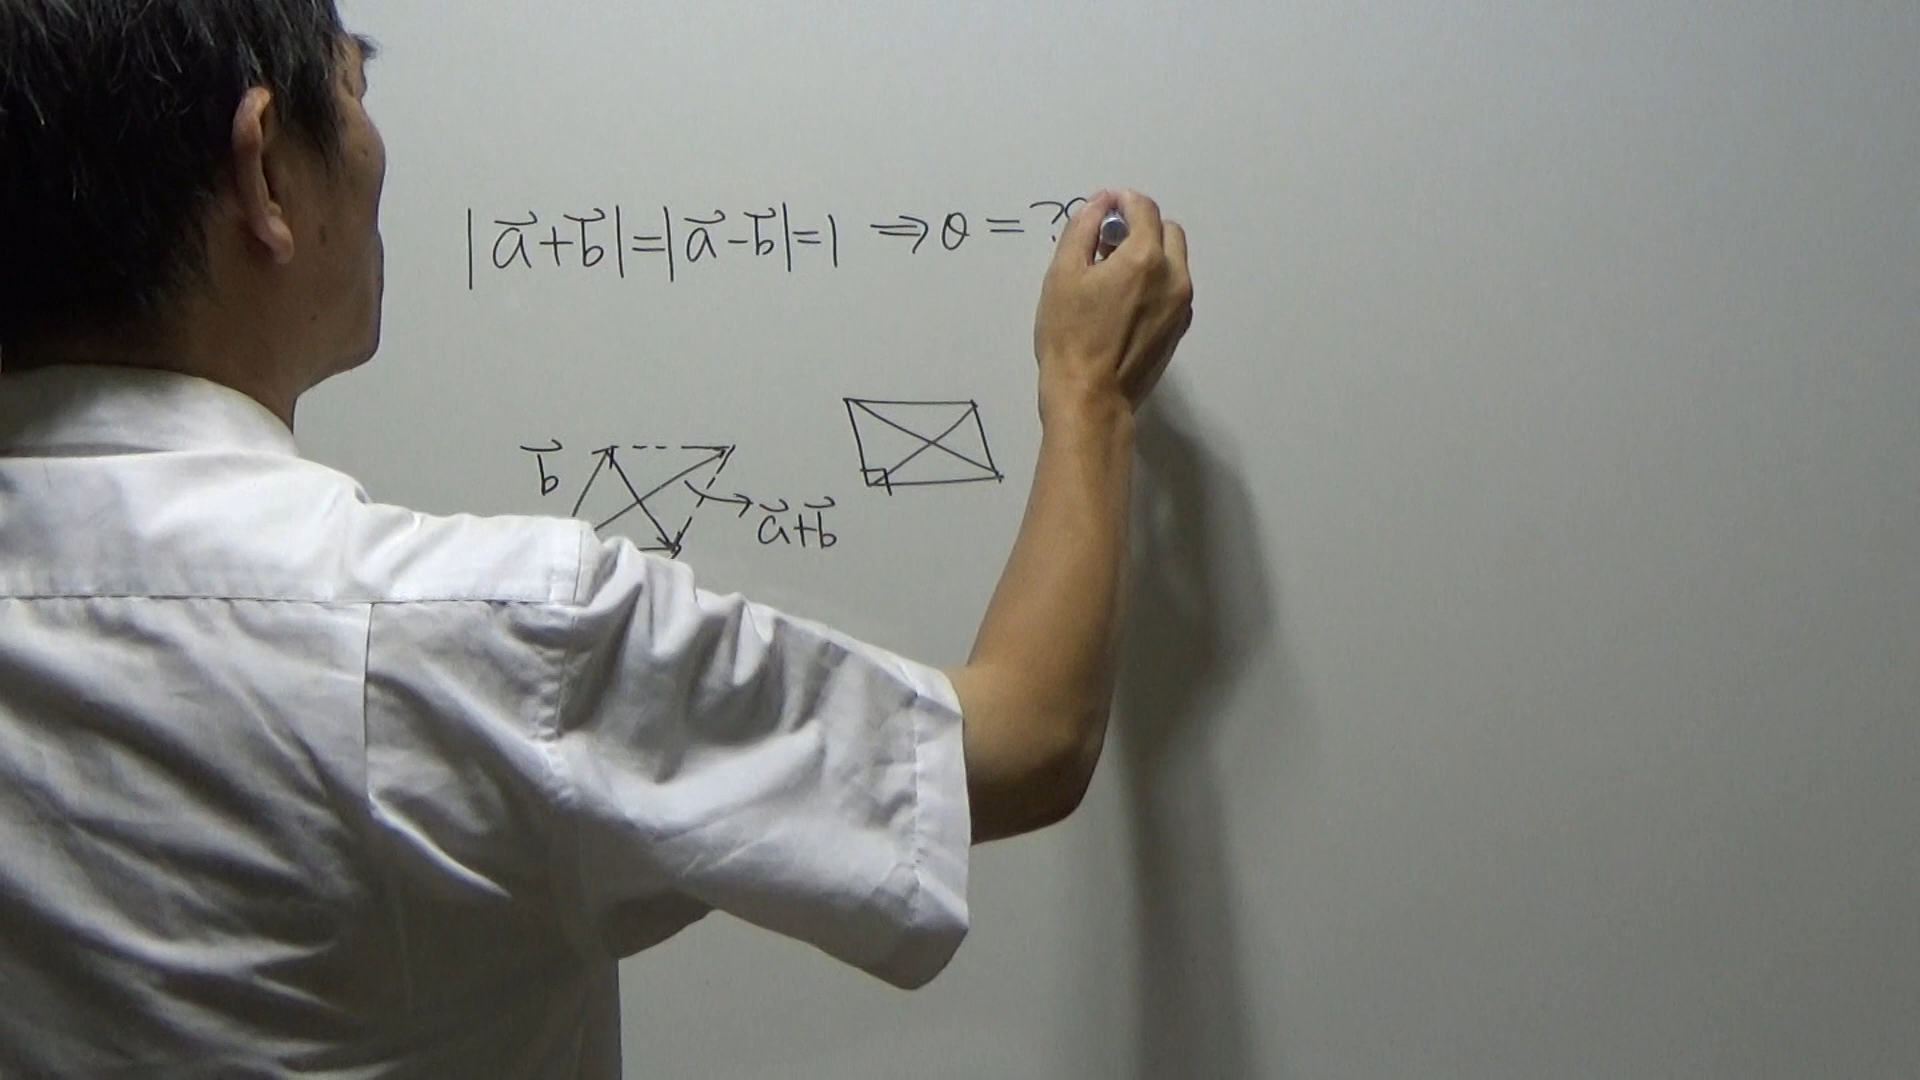 |a⃗+b⃗|=|a⃗-b⃗|=1 ⇒ θ = ?
b⃗
a⃗+b⃗